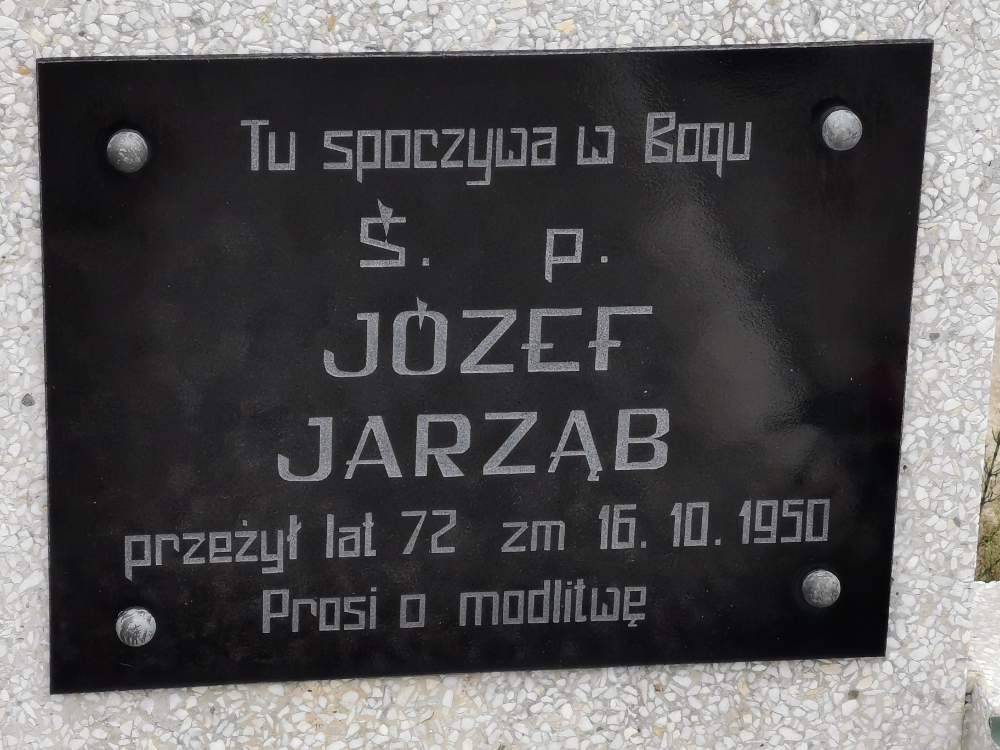 Tu spoczywa w Bogu
Ś. p.
JÓZEF
JARZĄB
przeżył lat 72 zm 16. 10. 1950
Prosi o modlitwę